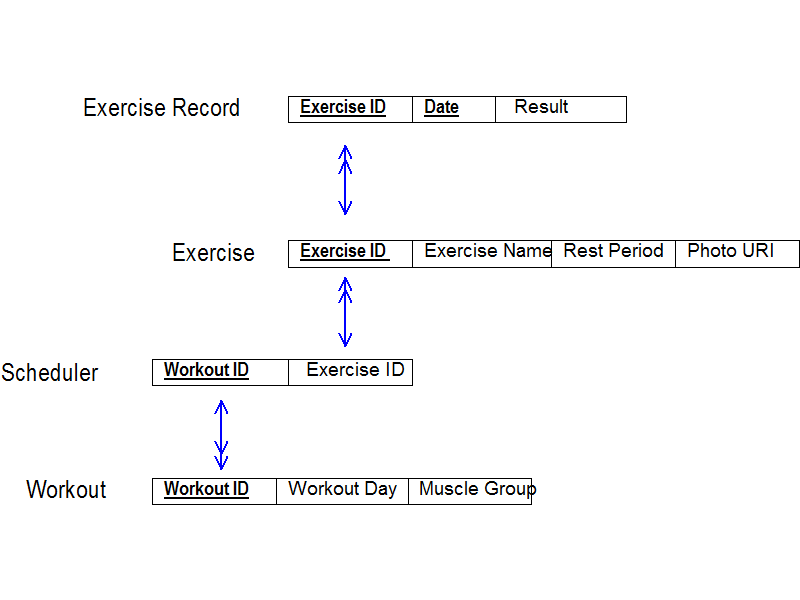 Exercise Record Exercise ID Date Result
Exercise Exercise ID Exercise Name Rest Period Photo URI
Scheduler Workout ID Exercise ID
Workout Workout ID Workout Day Muscle Group